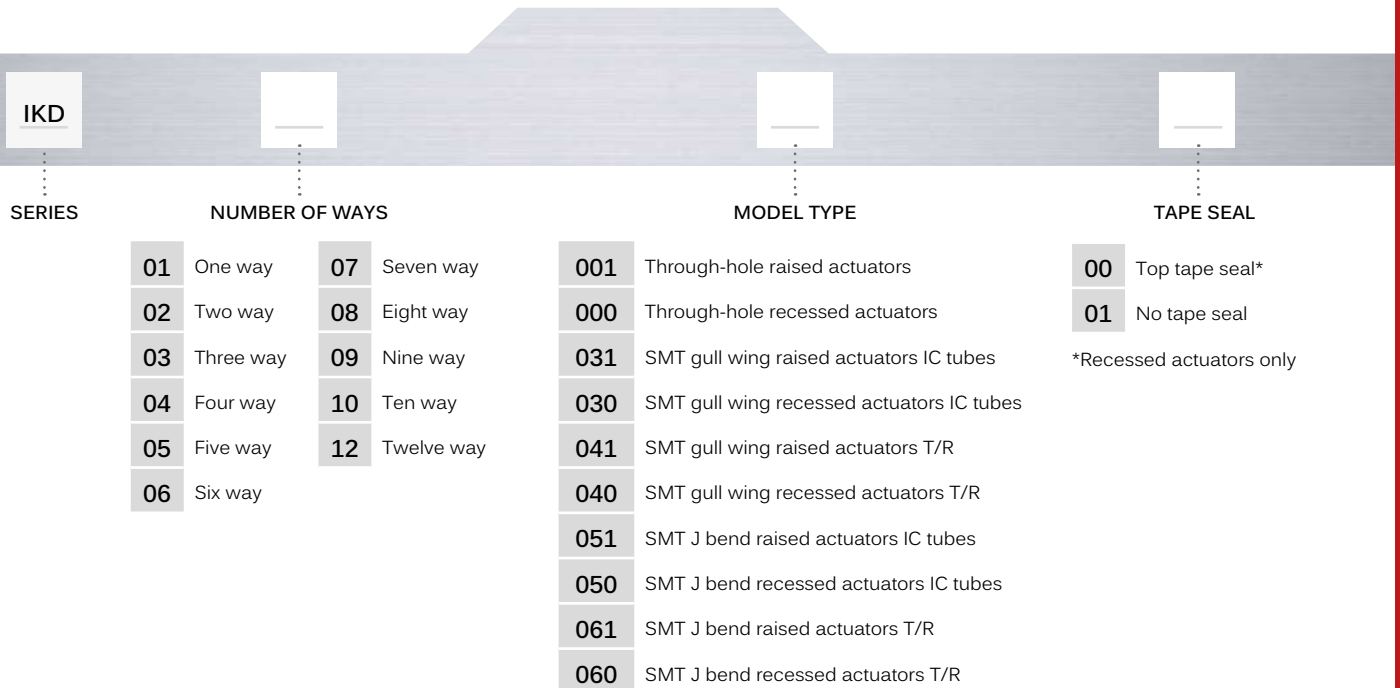 IKD
SERIES
NUMBER OF WAYS
01 One way
02 Two way
03 Three way
04 Four way
05 Five way
06 Six way
07 Seven way
08 Eight way
09 Nine way
10 Ten way
12 Twelve way
MODEL TYPE
001 Through-hole raised actuators
000 Through-hole recessed actuators
031 SMT gull wing raised actuators IC tubes
030 SMT gull wing recessed actuators IC tubes
041 SMT gull wing raised actuators T/R
040 SMT gull wing recessed actuators T/R
051 SMT J bend raised actuators IC tubes
050 SMT J bend recessed actuators IC tubes
061 SMT J bend raised actuators T/R
060 SMT J bend recessed actuators T/R
TAPE SEAL
00 Top tape seal*
01 No tape seal
*Recessed actuators only